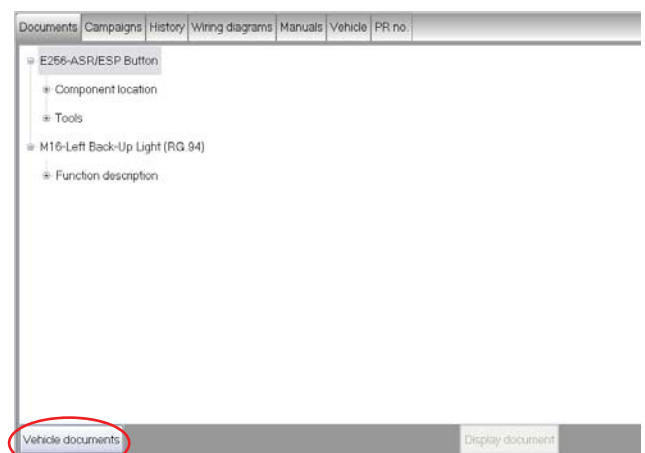 Documents Campaigns History Wiring diagrams Manuals Vehicle PR no.
E256-ASR/ESP Button
Component location
Tools
M16-Left Back-Up Light (RG.94)
Function description
Vehicle documents Display document